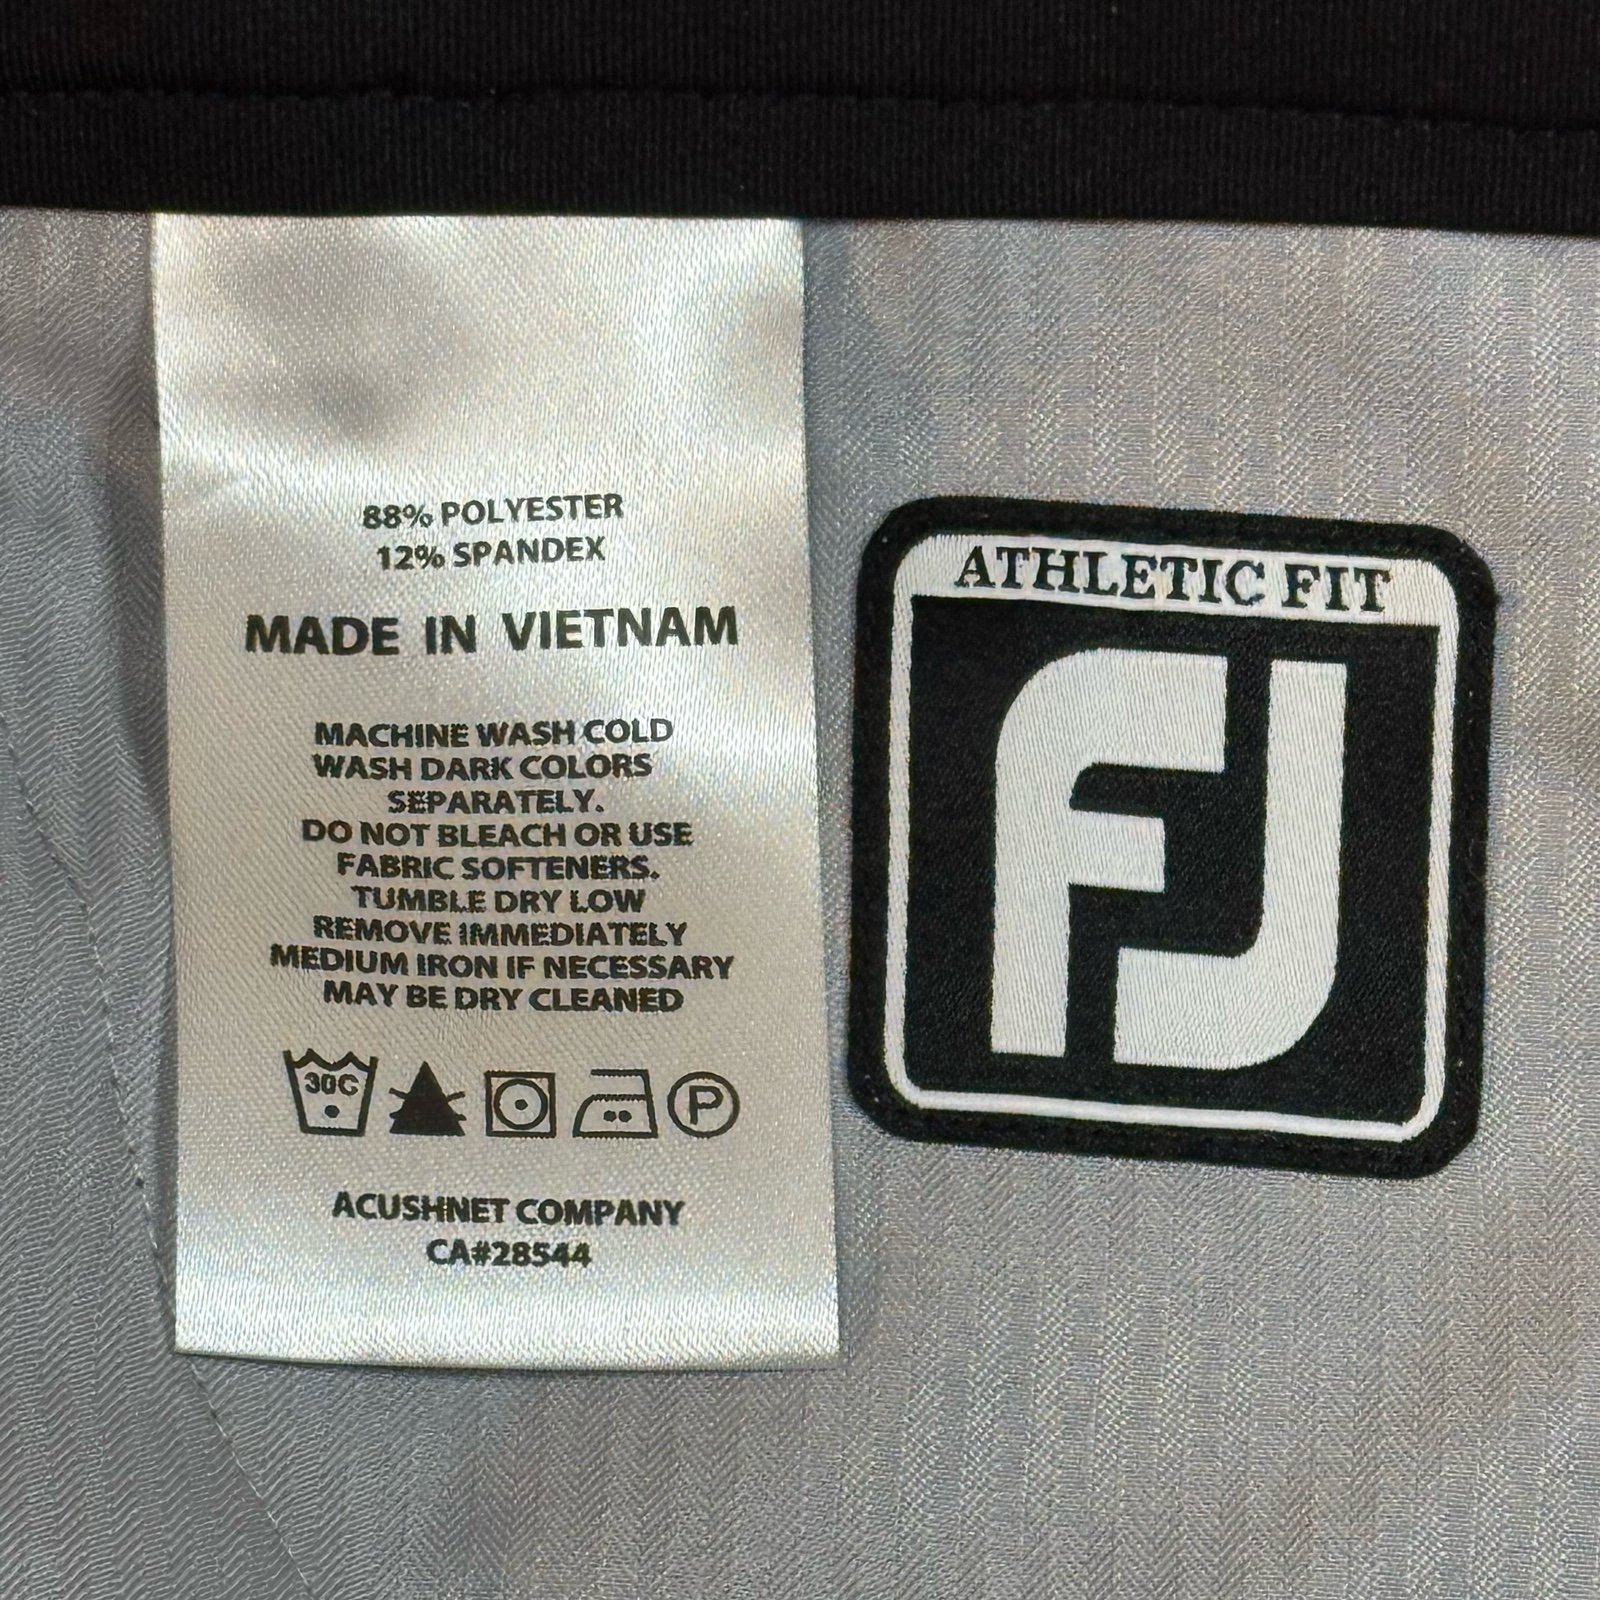 88% POLYESTER
12% SPANDEX
MADE IN VIETNAM
MACHINE WASH COLD
WASH DARK COLORS
SEPARATELY.
DO NOT BLEACH OR USE
FABRIC SOFTENERS.
TUMBLE DRY LOW
REMOVE IMMEDIATELY
MEDIUM IRON IF NECESSARY
MAY BE DRY CLEANED
30C
P
ACUSHNET COMPANY
CA#28544
ATHLETIC FIT
FJ